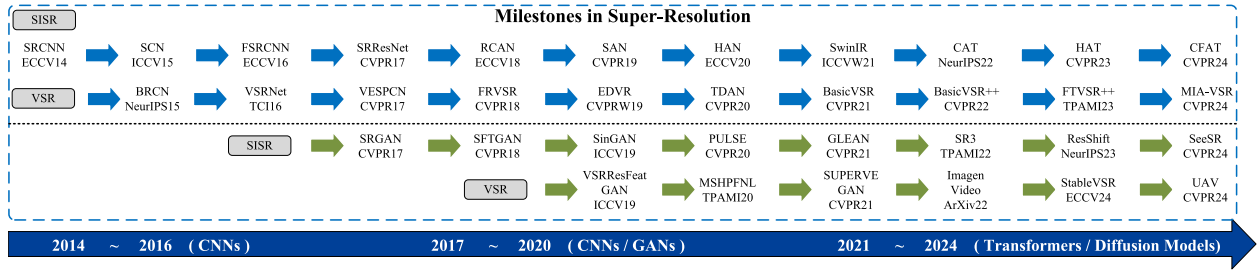 Milestones in Super-Resolution
SISR
SRCNN
ECCV14
SCN
ICCV15
FSRCNN
ECCV16
SRResNet
CVPR17
RCAN
ECCV18
SAN
CVPR19
HAN
ECCV20
SwinIR
ICCVW21
CAT
NeurIPS22
HAT
CVPR23
CFAT
CVPR24
VSR
BRCN
NeurIPS15
VSRNet
TCI16
VESPCN
CVPR17
FRVSR
CVPR18
EDVR
CVPRW19
TDAN
CVPR20
BasicVSR
CVPR21
BasicVSR++
CVPR22
FTVSR++
TPAMI23
MIA-VSR
CVPR24
SISR
SRGAN
CVPR17
SFTGAN
CVPR18
SinGAN
ICCV19
PULSE
CVPR20
GLEAN
CVPR21
SR3
TPAMI22
ResShift
NeurIPS23
SeeSR
CVPR24
VSR
VSRResFeat
GAN
ICCV19
MSHPFNL
TPAMI20
SUPERVE
GAN
CVPR21
Imagen
Video
ArXiv22
StableVSR
ECCV24
UAV
CVPR24
2014 ~ 2016 ( CNNs )
2017 ~ 2020 ( CNNs / GANs )
2021 ~ 2024 ( Transformers / Diffusion Models)